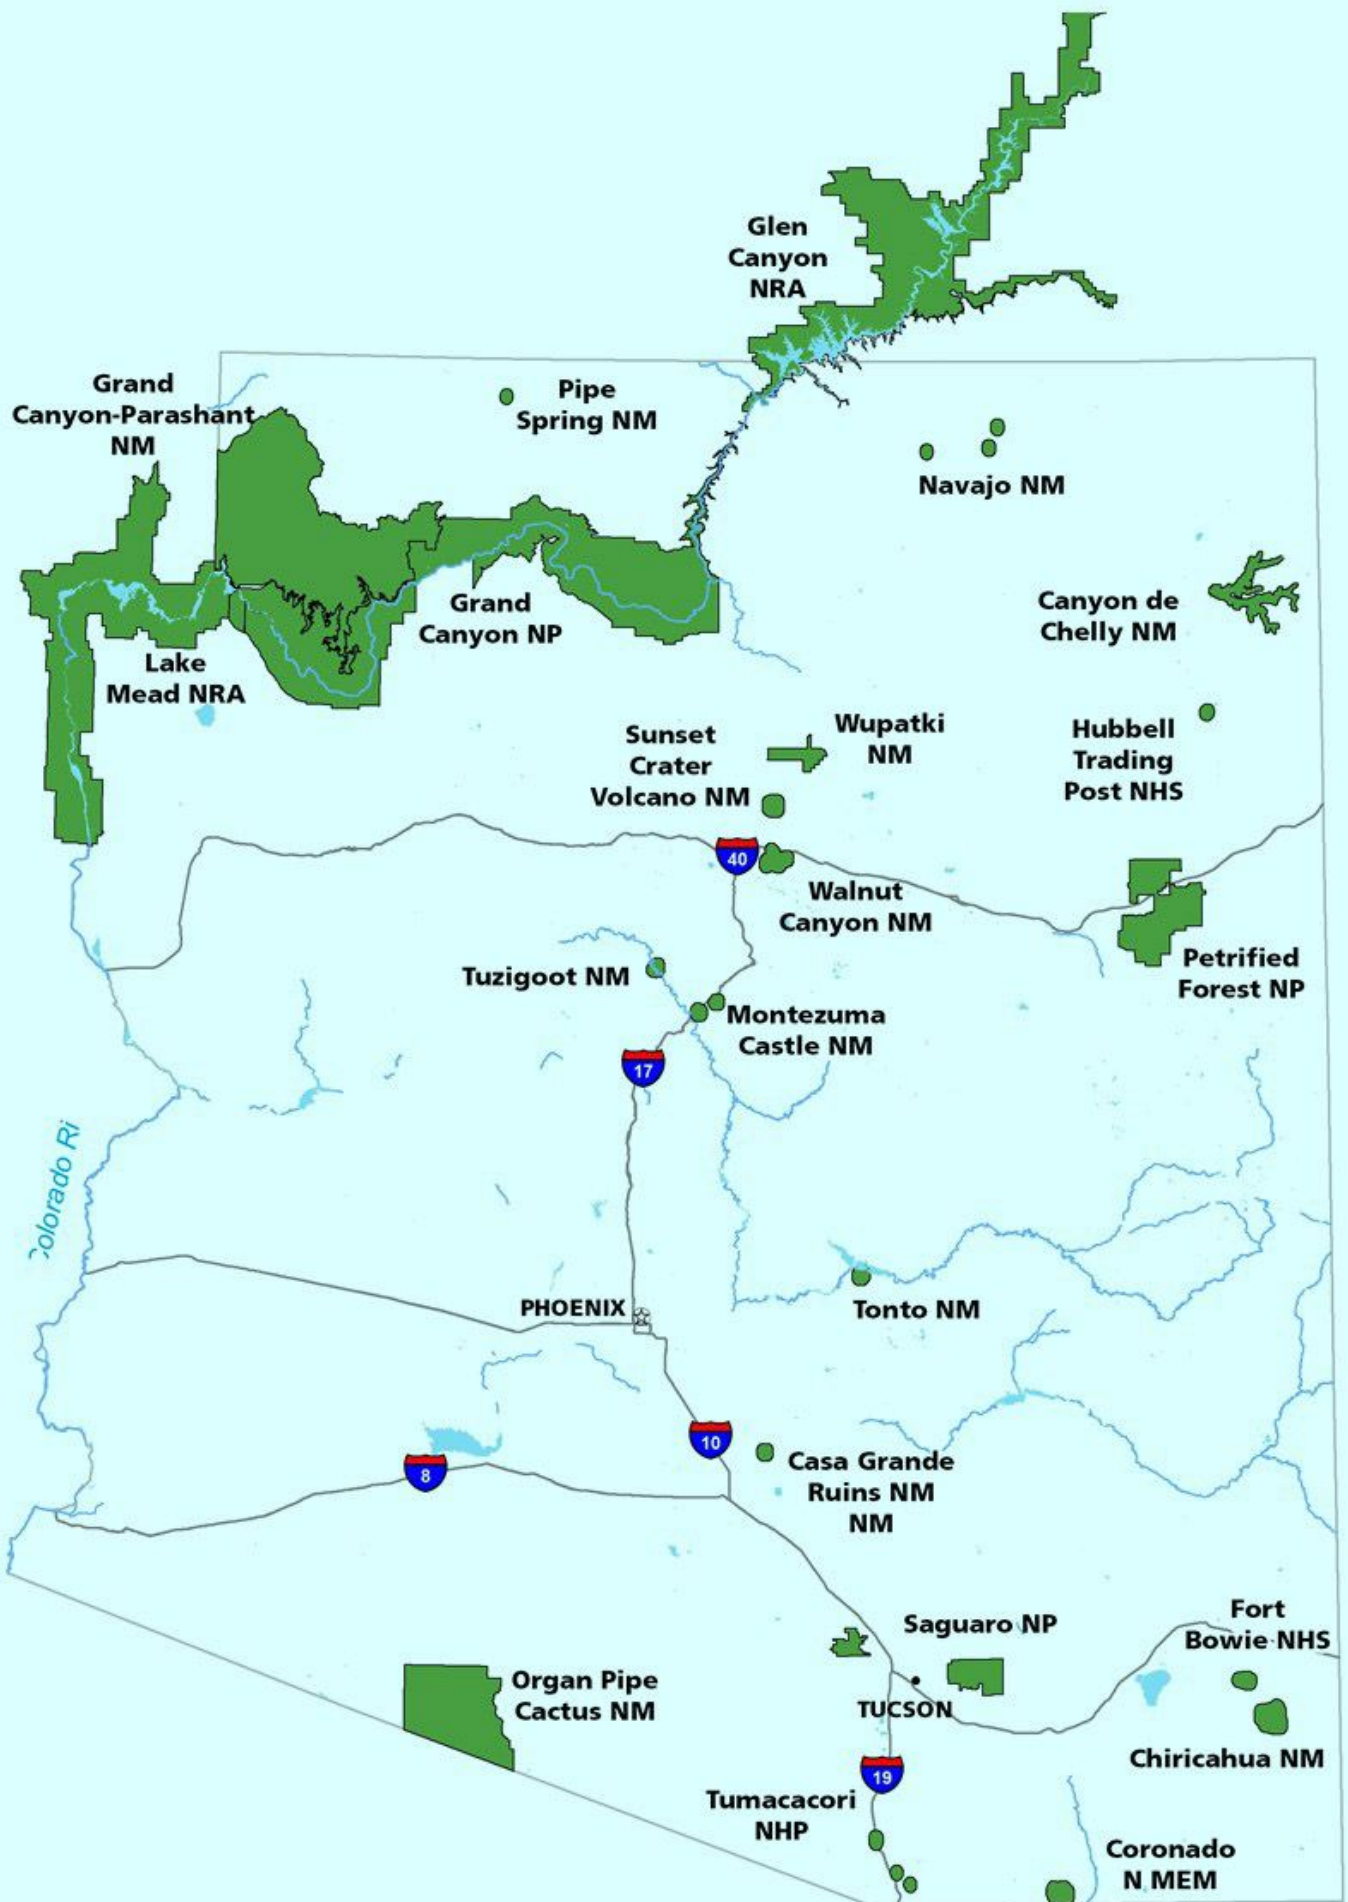 Glen
Canyon
NRA
Grand
Canyon-Parashant
NM
Pipe
Spring NM
Navajo NM
Grand
Canyon NP
Canyon de
Chelly NM
Lake
Mead NRA
Sunset
Crater
Volcano NM
Wupatki
NM
Hubbell
Trading
Post NHS
40
Walnut
Canyon NM
Petrified
Forest NP
Tuzigoot NM
Montezuma
Castle NM
17
Colorado Ri
PHOENIX
Tonto NM
10
8
Casa Grande
Ruins NM
NM
Saguaro NP
Fort
Bowie NHS
Organ Pipe
Cactus NM
TUCSON
Chiricahua NM
19
Tumacacori
NHP
Coronado
N MEM